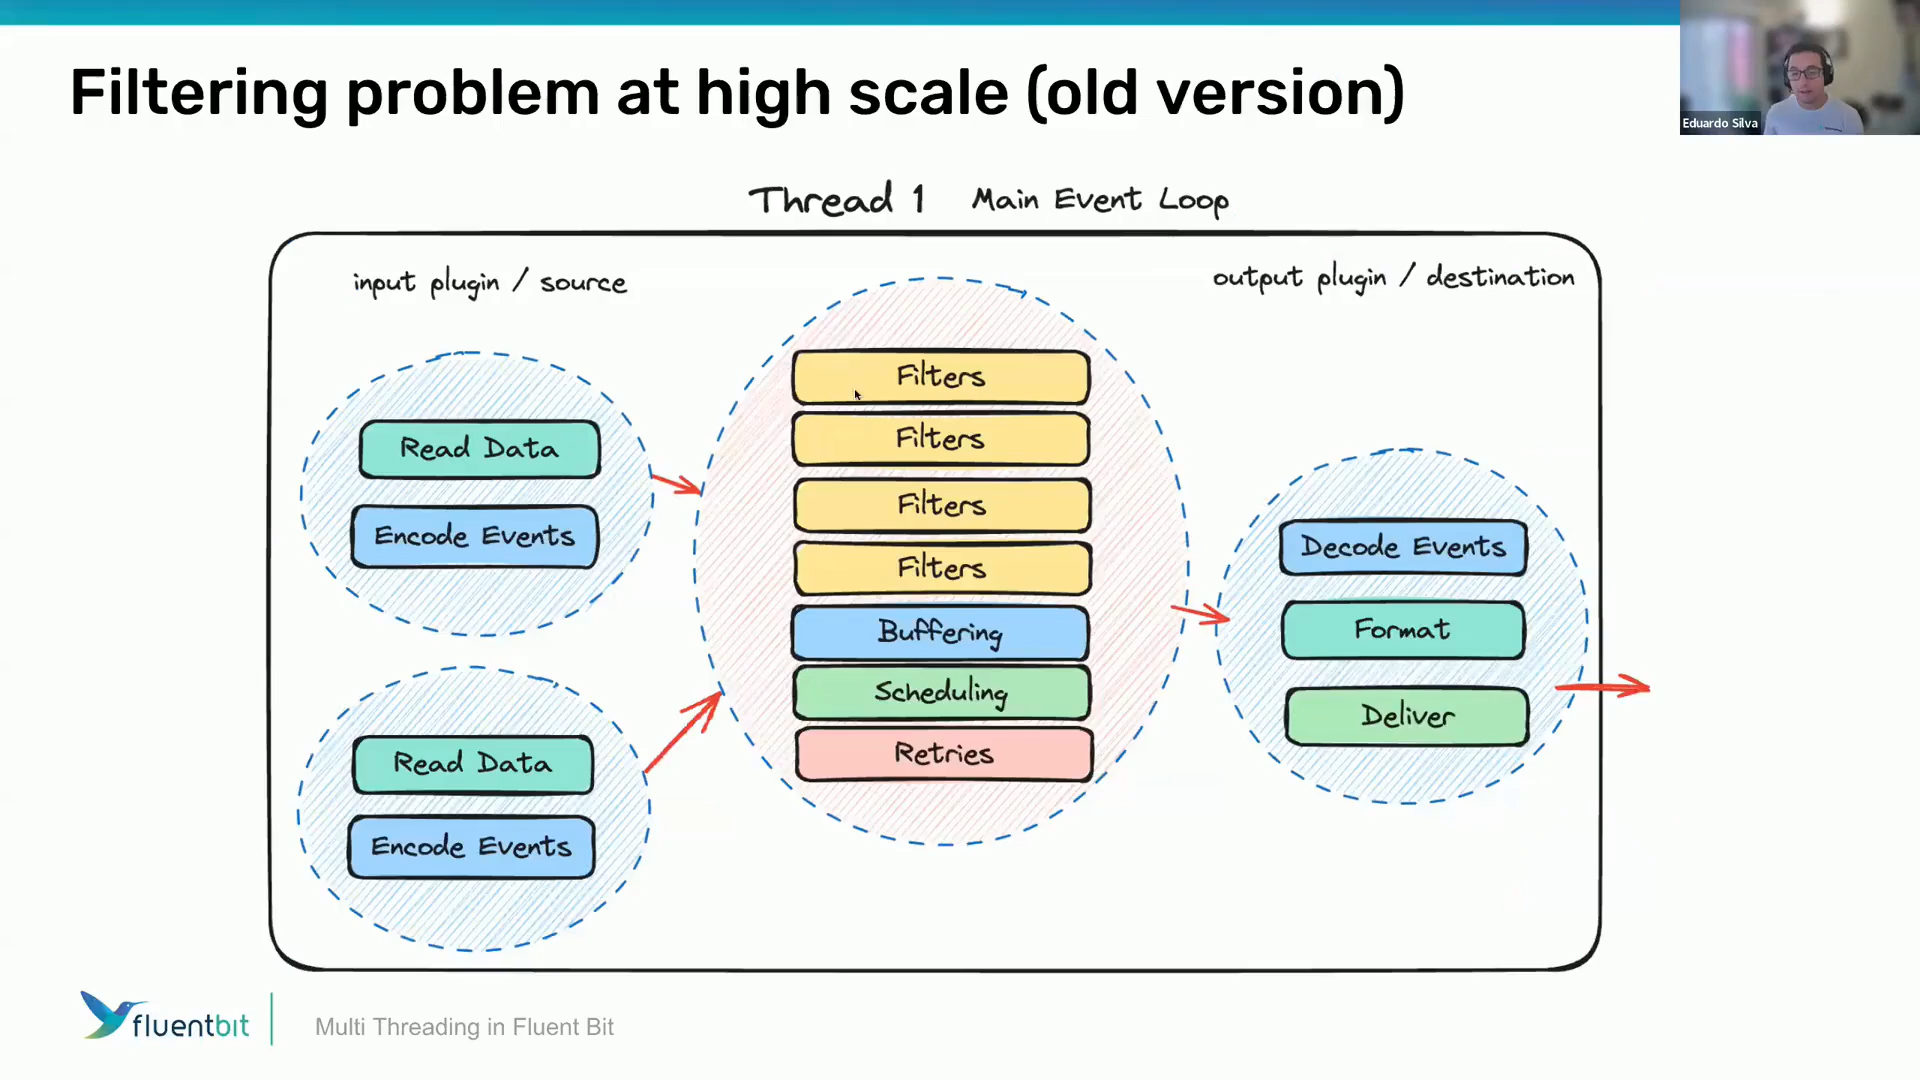 Filtering problem at high scale (old version)
Eduardo Silva
Thread 1 Main Event Loop
input plugin / source
output plugin / destination
Read Data
Encode Events
Read Data
Encode Events
Filters
Filters
Filters
Filters
Buffering
Scheduling
Retries
Decode Events
Format
Deliver
fluentbit
Multi Threading in Fluent Bit